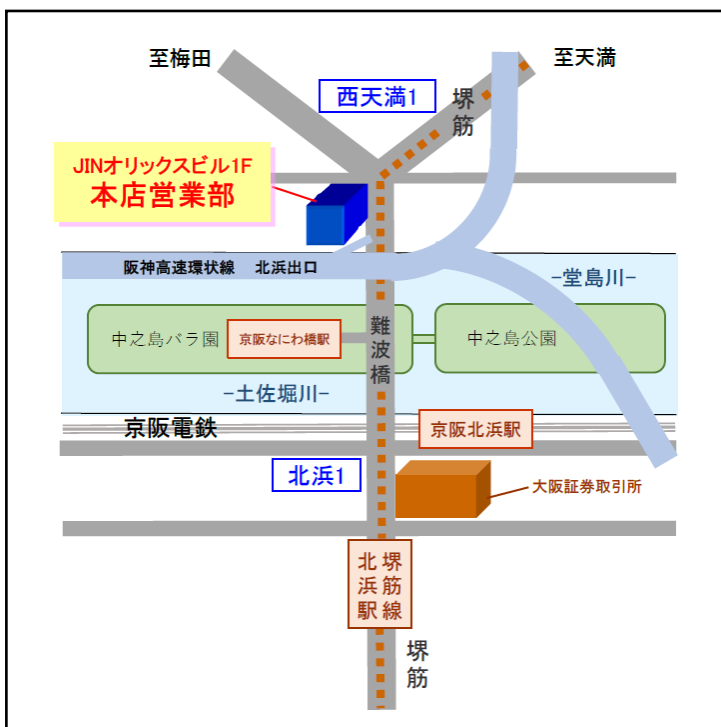 至梅田
至天満
西天満1
堺筋
JINオリックスビル1F
本店営業部
阪神高速環状線 北浜出口
-堂島川-
中之島バラ園
京阪なにわ橋駅
難波橋
中之島公園
-土佐堀川-
京阪電鉄
京阪北浜駅
北浜1
大阪証券取引所
堺筋線
北浜駅
堺筋